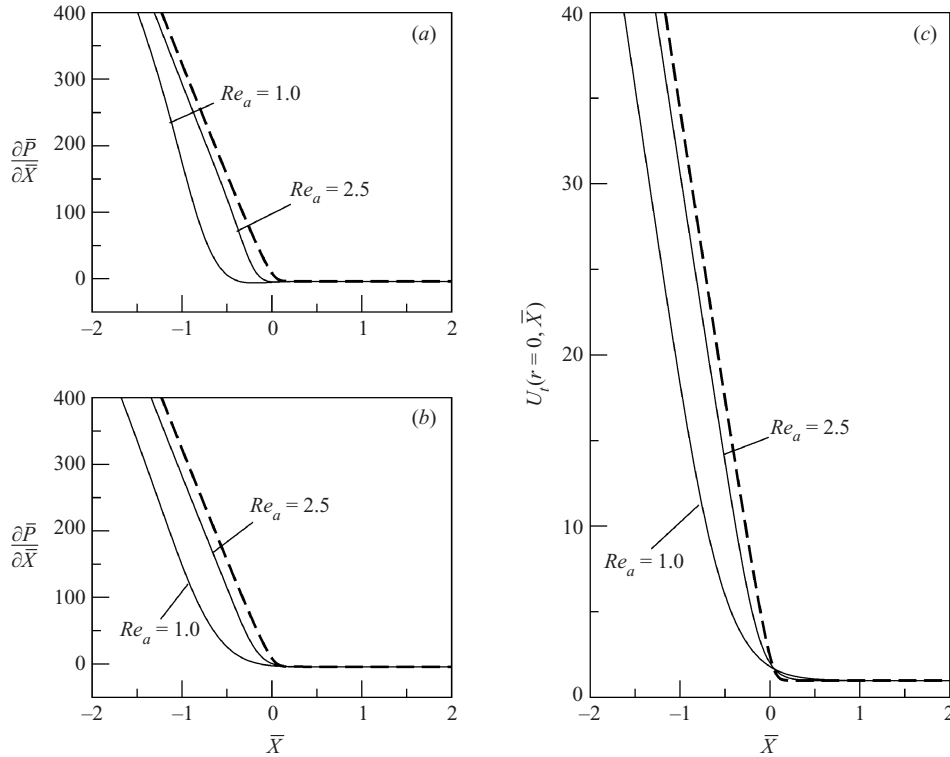 400
(a)
300
Re_a = 1.0
∂P̄/∂X̄
200
Re_a = 2.5
100
0
–2
–1
0
1
2
400
(b)
300
Re_a = 2.5
∂P̄/∂X̄
200
100
Re_a = 1.0
0
–2
–1
0
1
2
X̄
40
(c)
30
U_t(r = 0, X̄)
20
Re_a = 2.5
10
Re_a = 1.0
0
–2
–1
0
1
2
X̄